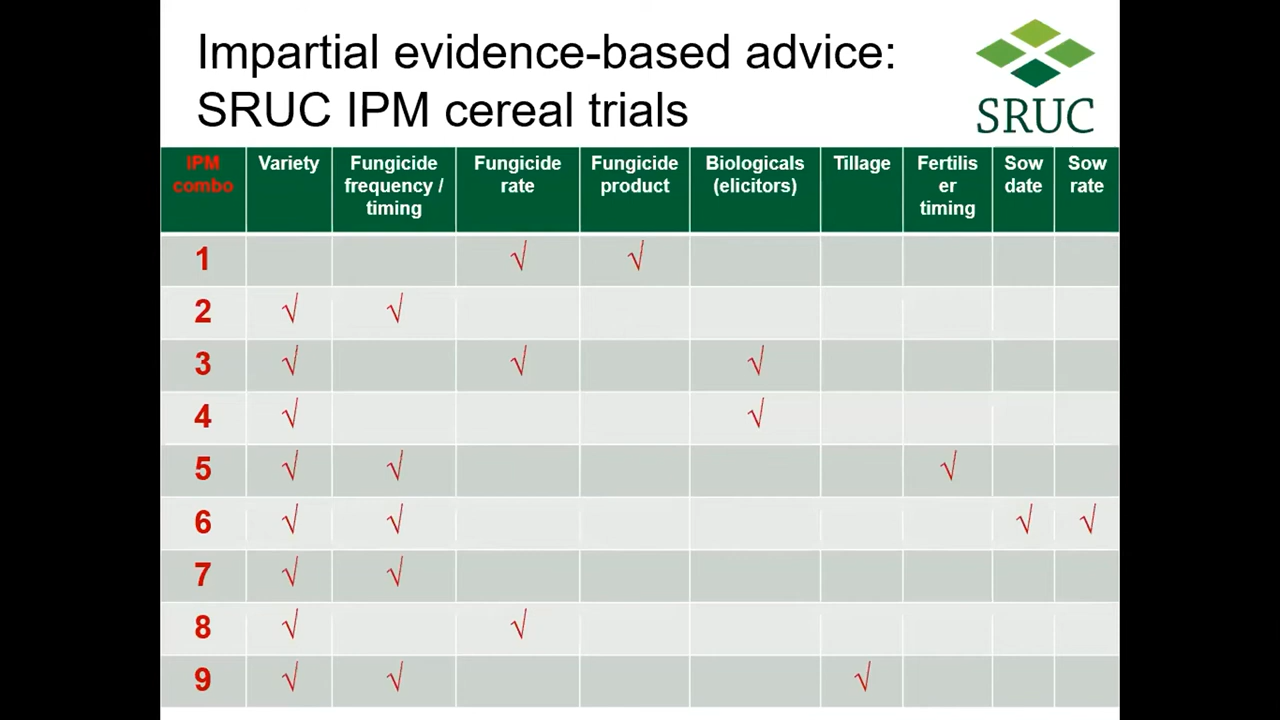 Impartial evidence-based advice:
SRUC IPM cereal trials
SRUC
IPM combo | Variety | Fungicide frequency / timing | Fungicide rate | Fungicide product | Biologicals (elicitors) | Tillage | Fertilis er timing | Sow date | Sow rate
1 | | | √ | √ | | | | |
2 | √ | √ | | | | | | |
3 | √ | | √ | | √ | | | |
4 | √ | | | | √ | | | |
5 | √ | √ | | | | | √ | |
6 | √ | √ | | | | | | √ | √
7 | √ | √ | | | | | | |
8 | √ | | √ | | | | | |
9 | √ | √ | | | | √ | | |